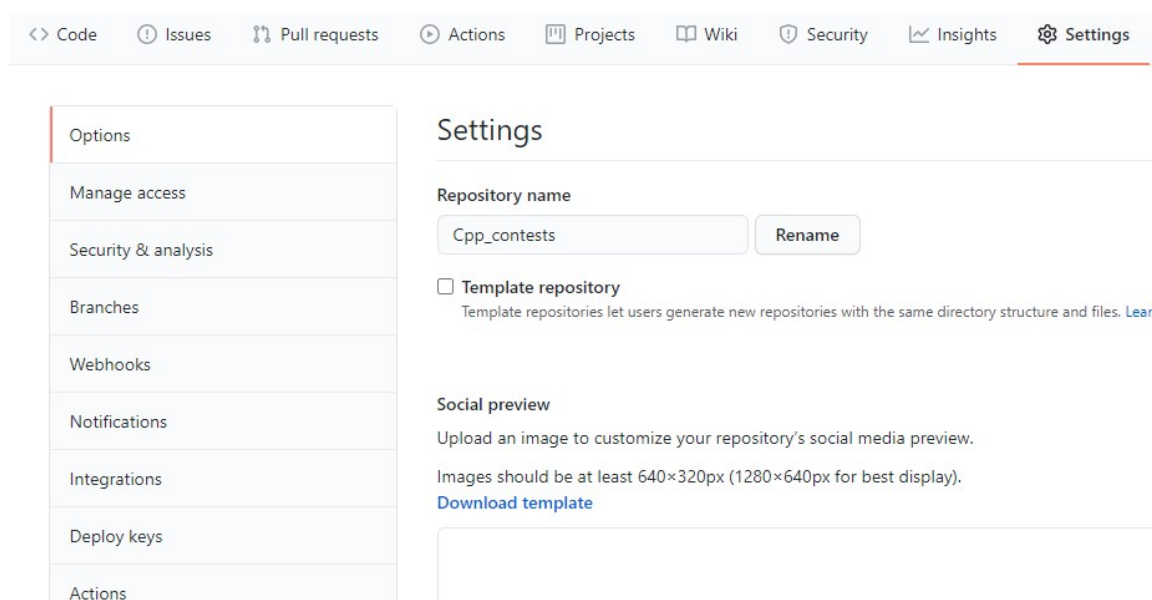 Code Issues Pull requests Actions Projects Wiki Security Insights Settings
Options
Manage access
Security & analysis
Branches
Webhooks
Notifications
Integrations
Deploy keys
Actions
Settings
Repository name
Cpp_contests Rename
Template repository
Template repositories let users generate new repositories with the same directory structure and files. Lear
Social preview
Upload an image to customize your repository's social media preview.
Images should be at least 640×320px (1280×640px for best display).
Download template